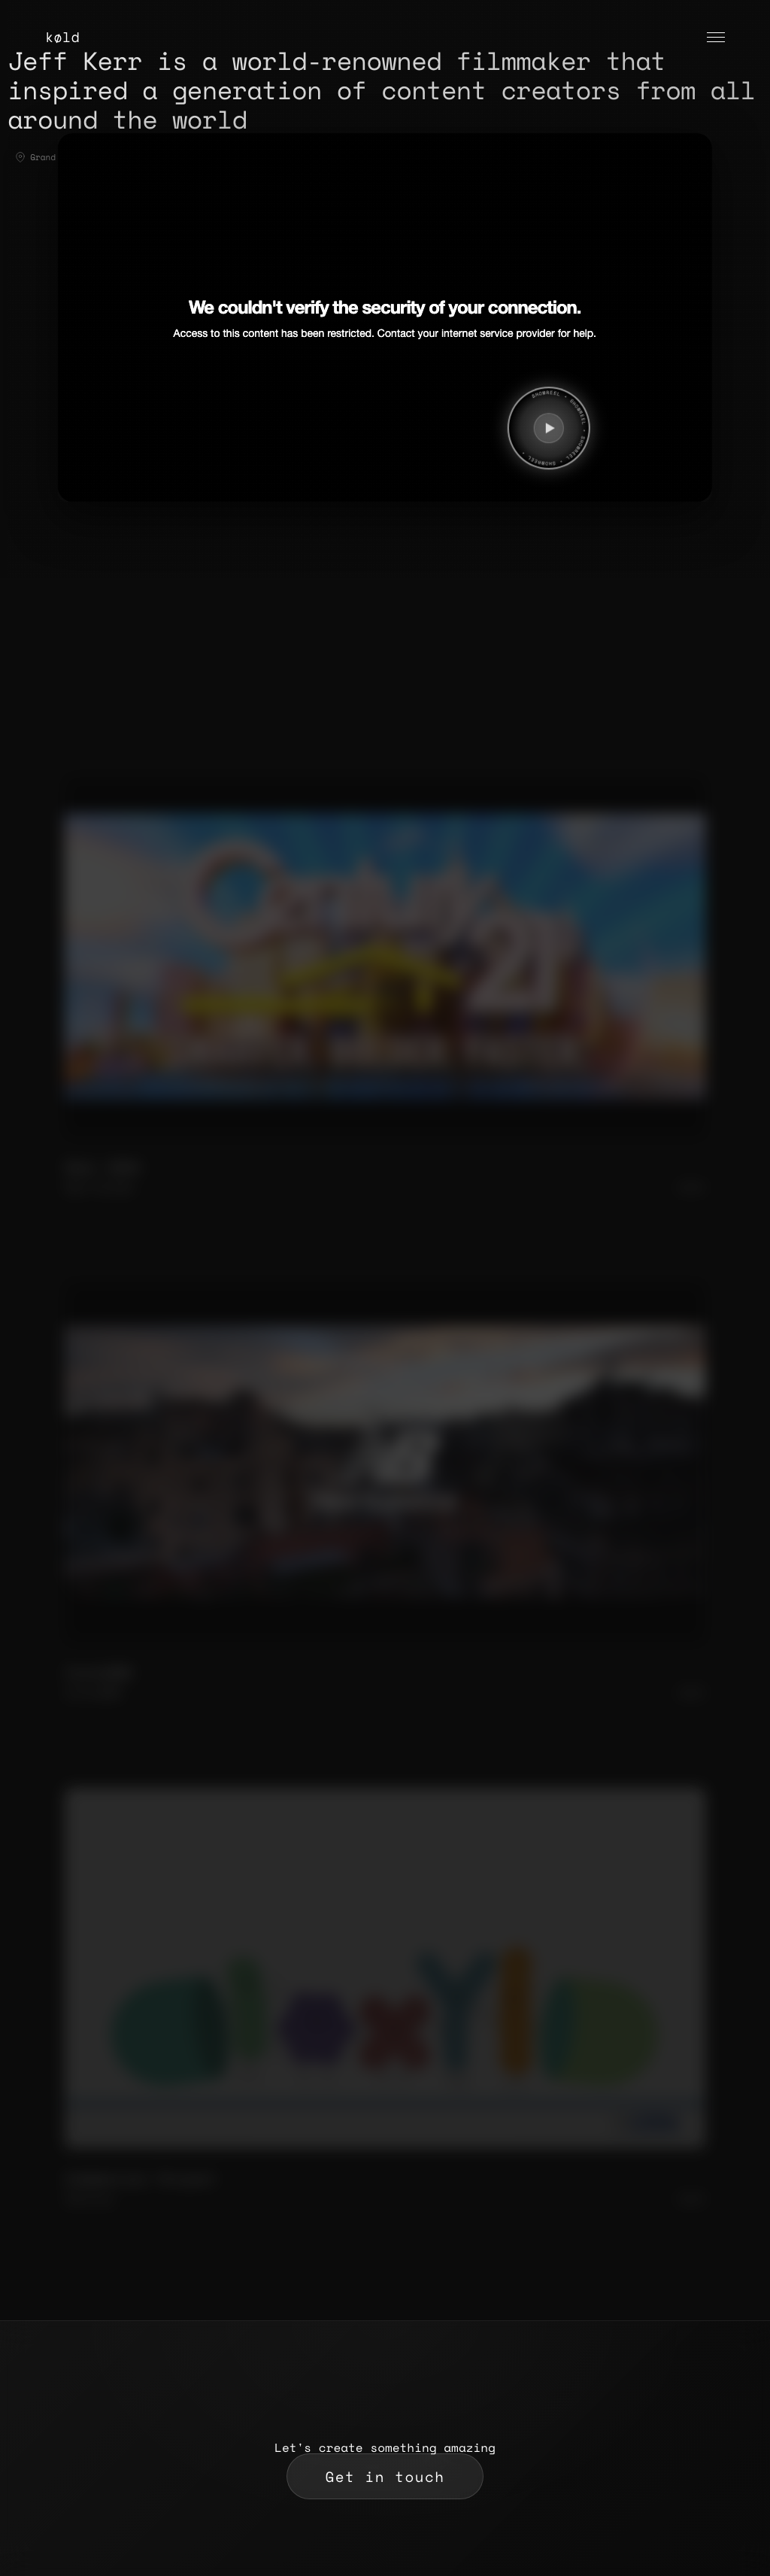 køld
Jeff Kerr is a world-renowned filmmaker that
inspired a generation of content creators from all
around the world
Grand
We couldn't verify the security of your connection.
Access to this content has been restricted. Contact your internet service provider for help.
SHOWREEL • SHOWREEL • SHOWREEL • SHOWREEL •
Let's create something amazing
Get in touch